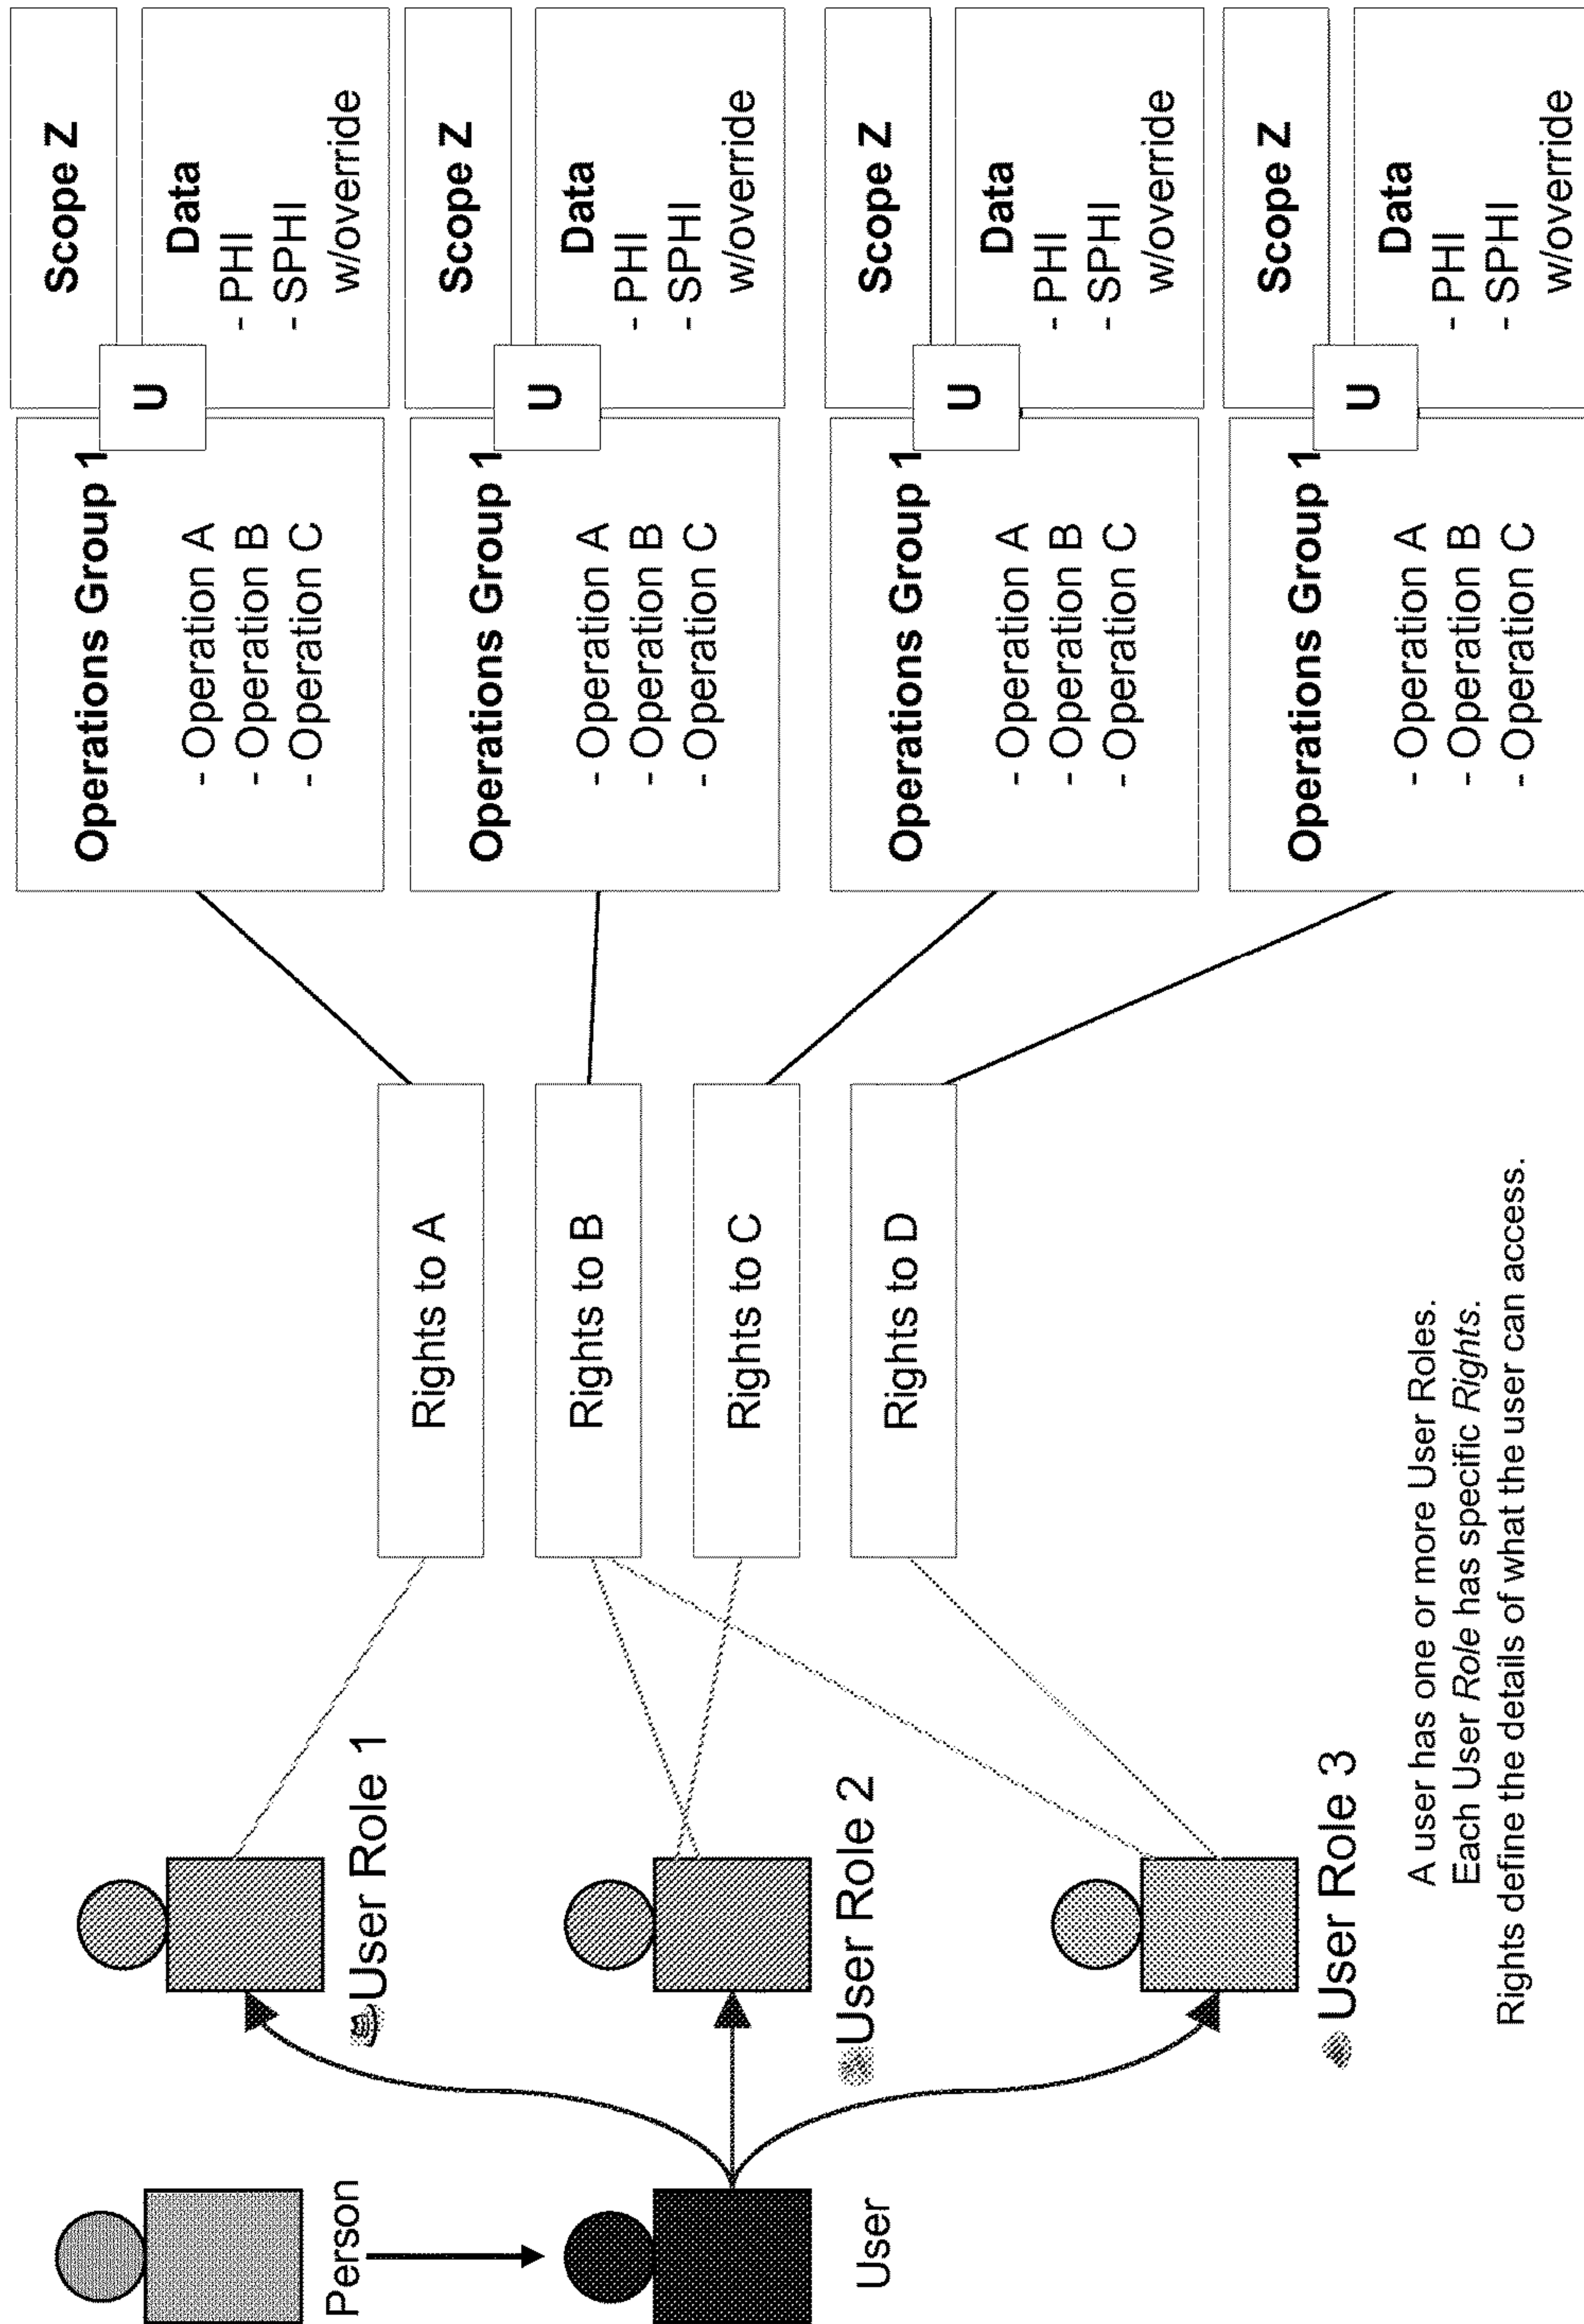 Person
User
User Role 1
User Role 2
User Role 3
Rights to A
Rights to B
Rights to C
Rights to D
Operations Group 1
- Operation A
- Operation B
- Operation C
U
Scope Z
Data
- PHI
- SPHI
w/override
Operations Group 1
- Operation A
- Operation B
- Operation C
U
Scope Z
Data
- PHI
- SPHI
w/override
Operations Group 1
- Operation A
- Operation B
- Operation C
U
Scope Z
Data
- PHI
- SPHI
w/override
Operations Group 1
- Operation A
- Operation B
- Operation C
U
Scope Z
Data
- PHI
- SPHI
w/override
A user has one or more User Roles.
Each User Role has specific Rights.
Rights define the details of what the user can access.